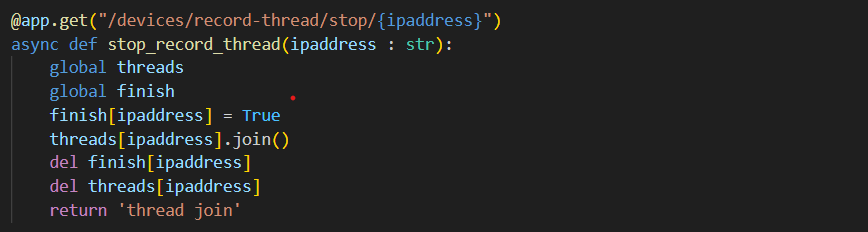 @app.get("/devices/record-thread/stop/{ipaddress}")
async def stop_record_thread(ipaddress : str):
    global threads
    global finish
    finish[ipaddress] = True
    threads[ipaddress].join()
    del finish[ipaddress]
    del threads[ipaddress]
    return 'thread join'